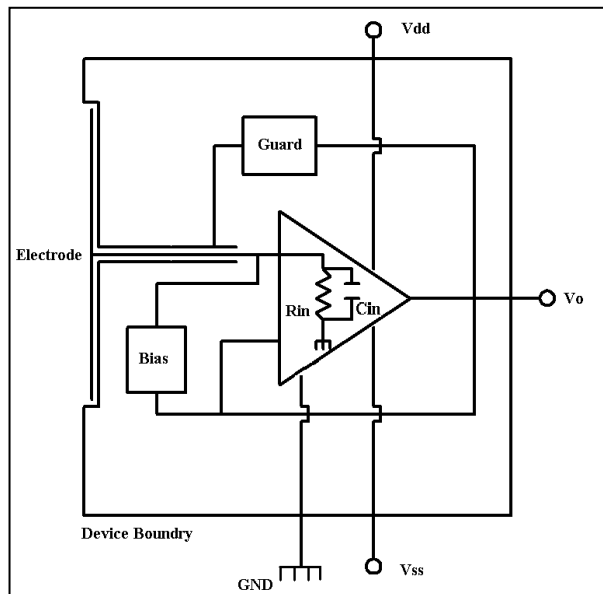 Vdd
Guard
Electrode
Rin
Cin
Vo
Bias
Device Boundry
GND
Vss